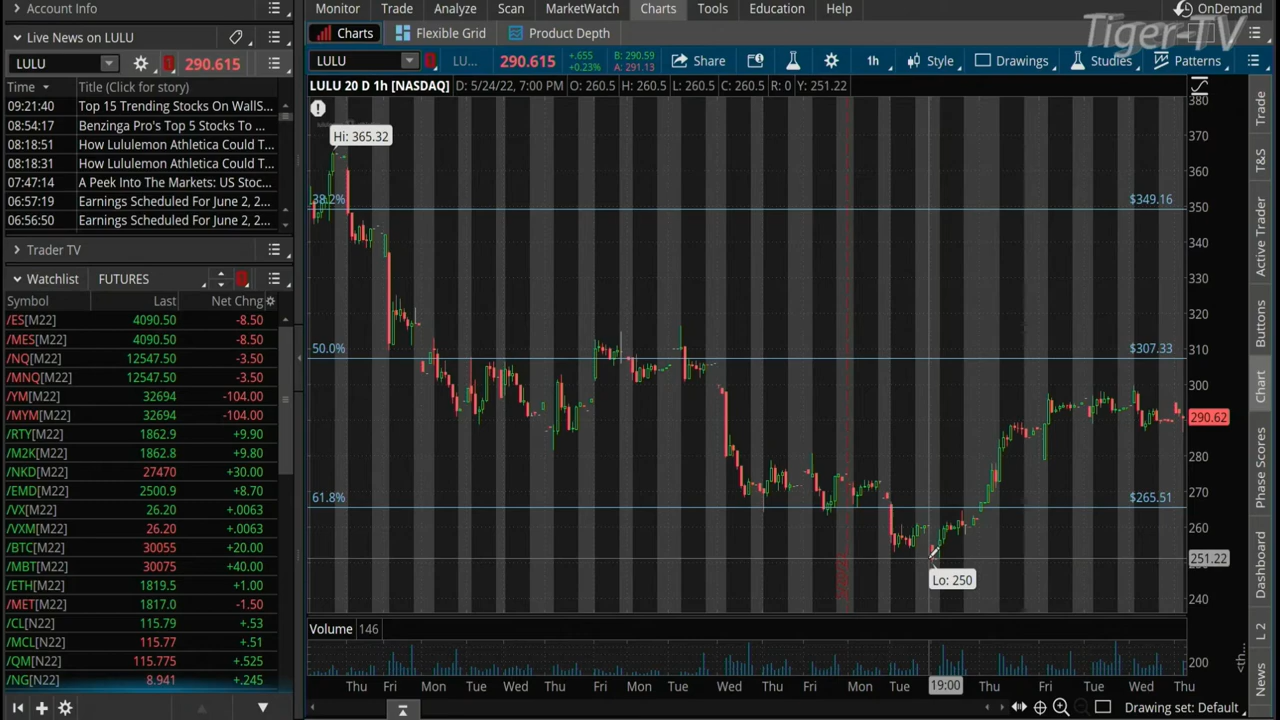 Account Info
Monitor Trade Analyze Scan MarketWatch Charts Tools Education Help OnDemand
Tiger-TV
Live News on LULU
Charts Flexible Grid Product Depth
LULU 290.615
LULU LU... 290.615 +.655 +0.23% B: 290.59 A: 291.13 Share 1h Style Drawings Studies Patterns
Time Title (Click for story)
LULU 20 D 1h [NASDAQ] D: 5/24/22, 7:00 PM O: 260.5 H: 260.5 L: 260.5 C: 260.5 R: 0 Y: 251.22
09:21:40 Top 15 Trending Stocks On WallS...
08:54:17 Benzinga Pro's Top 5 Stocks To ...
08:18:51 How Lululemon Athletica Could T...
08:18:31 How Lululemon Athletica Could T...
07:47:14 A Peek Into The Markets: US Stoc...
06:57:19 Earnings Scheduled For June 2, 2...
06:56:50 Earnings Scheduled For June 2, 2...
Trader TV
Watchlist FUTURES
Symbol Last Net Chng
/ES[M22] 4090.50 -8.50
/MES[M22] 4090.50 -8.50
/NQ[M22] 12547.50 -3.50
/MNQ[M22] 12547.50 -3.50
/YM[M22] 32694 -104.00
/MYM[M22] 32694 -104.00
/RTY[M22] 1862.9 +9.90
/M2K[M22] 1862.8 +9.80
/NKD[M22] 27470 +30.00
/EMD[M22] 2500.9 +8.70
/VX[M22] 26.20 +.0063
/VXM[M22] 26.20 +.0063
/BTC[M22] 30055 +20.00
/MBT[M22] 30075 +40.00
/ETH[M22] 1819.5 +1.00
/MET[M22] 1817.0 -1.50
/CL[N22] 115.79 +.53
/MCL[N22] 115.77 +.51
/QM[N22] 115.775 +.525
/NG[N22] 8.941 +.245
Hi: 365.32
38.2% $349.16
50.0% $307.33
61.8% $265.51
Lo: 250
380
370
360
350
340
330
320
310
300
290.62
280
270
260
251.22
240
Volume 146
200
Thu Fri Mon Tue Wed Thu Fri Mon Tue Wed Thu Fri Mon Tue 19:00 Thu Fri Tue Wed Thu
Drawing set: Default
Trade
T&S
Active Trader
Buttons
Chart
Phase Scores
Dashboard
L 2
News